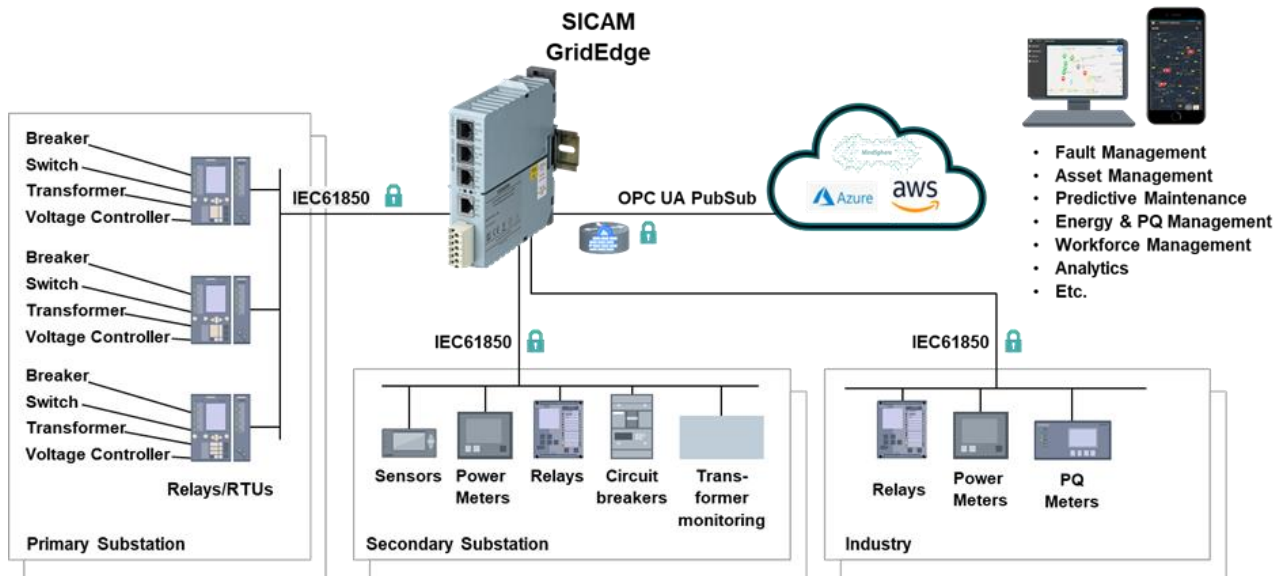 SICAM
GridEdge
Breaker
Switch
Transformer
Voltage Controller
Breaker
Switch
Transformer
Voltage Controller
Breaker
Switch
Transformer
Voltage Controller
Relays/RTUs
Primary Substation
IEC61850
OPC UA PubSub
MindSphere
Azure
aws
• Fault Management
• Asset Management
• Predictive Maintenance
• Energy & PQ Management
• Workforce Management
• Analytics
• Etc.
IEC61850
Sensors
Power
Meters
Relays
Circuit
breakers
Trans-
former
monitoring
Secondary Substation
IEC61850
Relays
Power
Meters
PQ
Meters
Industry